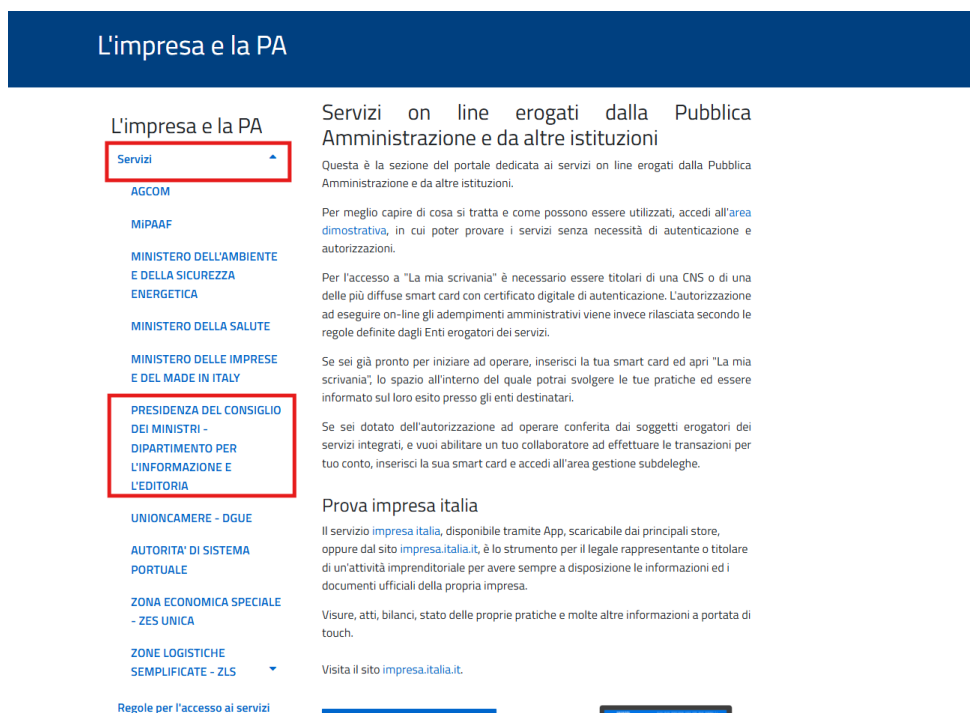 L'impresa e la PA
L'impresa e la PA
Servizi
AGCOM
MiPAAF
MINISTERO DELL'AMBIENTE
E DELLA SICUREZZA
ENERGETICA
MINISTERO DELLA SALUTE
MINISTERO DELLE IMPRESE
E DEL MADE IN ITALY
PRESIDENZA DEL CONSIGLIO
DEI MINISTRI -
DIPARTIMENTO PER
L'INFORMAZIONE E
L'EDITORIA
UNIONCAMERE - DGUE
AUTORITA' DI SISTEMA
PORTUALE
ZONA ECONOMICA SPECIALE
- ZES UNICA
ZONE LOGISTICHE
SEMPLIFICATE - ZLS
Regole per l'accesso ai servizi
Servizi on line erogati dalla Pubblica
Amministrazione e da altre istituzioni
Questa è la sezione del portale dedicata ai servizi on line erogati dalla Pubblica
Amministrazione e da altre istituzioni.
Per meglio capire di cosa si tratta e come possono essere utilizzati, accedi all'area
dimostrativa, in cui poter provare i servizi senza necessità di autenticazione e
autorizzazioni.
Per l'accesso a "La mia scrivania" è necessario essere titolari di una CNS o di una
delle più diffuse smart card con certificato digitale di autenticazione. L'autorizzazione
ad eseguire on-line gli adempimenti amministrativi viene invece rilasciata secondo le
regole definite dagli Enti erogatori dei servizi.
Se sei già pronto per iniziare ad operare, inserisci la tua smart card ed apri "La mia
scrivania", lo spazio all'interno del quale potrai svolgere le tue pratiche ed essere
informato sul loro esito presso gli enti destinatari.
Se sei dotato dell'autorizzazione ad operare conferita dai soggetti erogatori dei
servizi integrati, e vuoi abilitare un tuo collaboratore ad effettuare le transazioni per
tuo conto, inserisci la sua smart card e accedi all'area gestione subdeleghe.
Prova impresa italia
Il servizio impresa italia, disponibile tramite App, scaricabile dai principali store,
oppure dal sito impresa.italia.it, è lo strumento per il legale rappresentante o titolare
di un'attività imprenditoriale per avere sempre a disposizione le informazioni ed i
documenti ufficiali della propria impresa.
Visure, atti, bilanci, stato delle proprie pratiche e molte altre informazioni a portata di
touch.
Visita il sito impresa.italia.it.